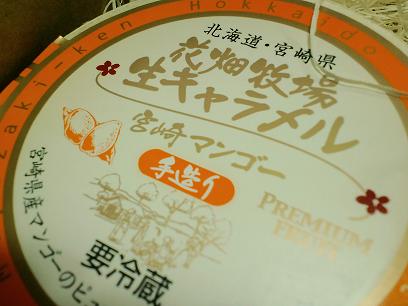 zaki-ken Hokkaido
北海道・宮崎県
花畑牧場
生キャラメル
宮崎マンゴー
手造り
PREMIUM
要冷蔵
宮崎県産マンゴーのピュ